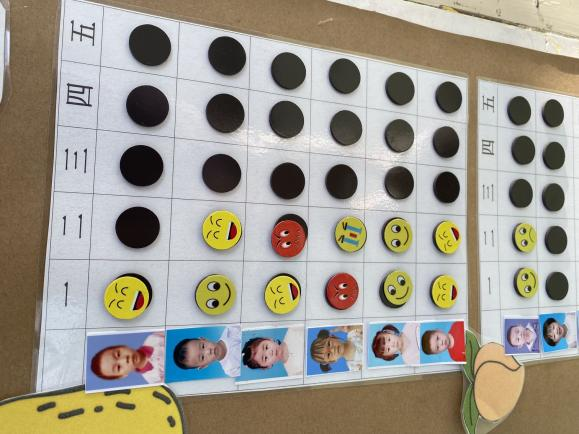 一 二 三 四 五
一 二 三 四 五